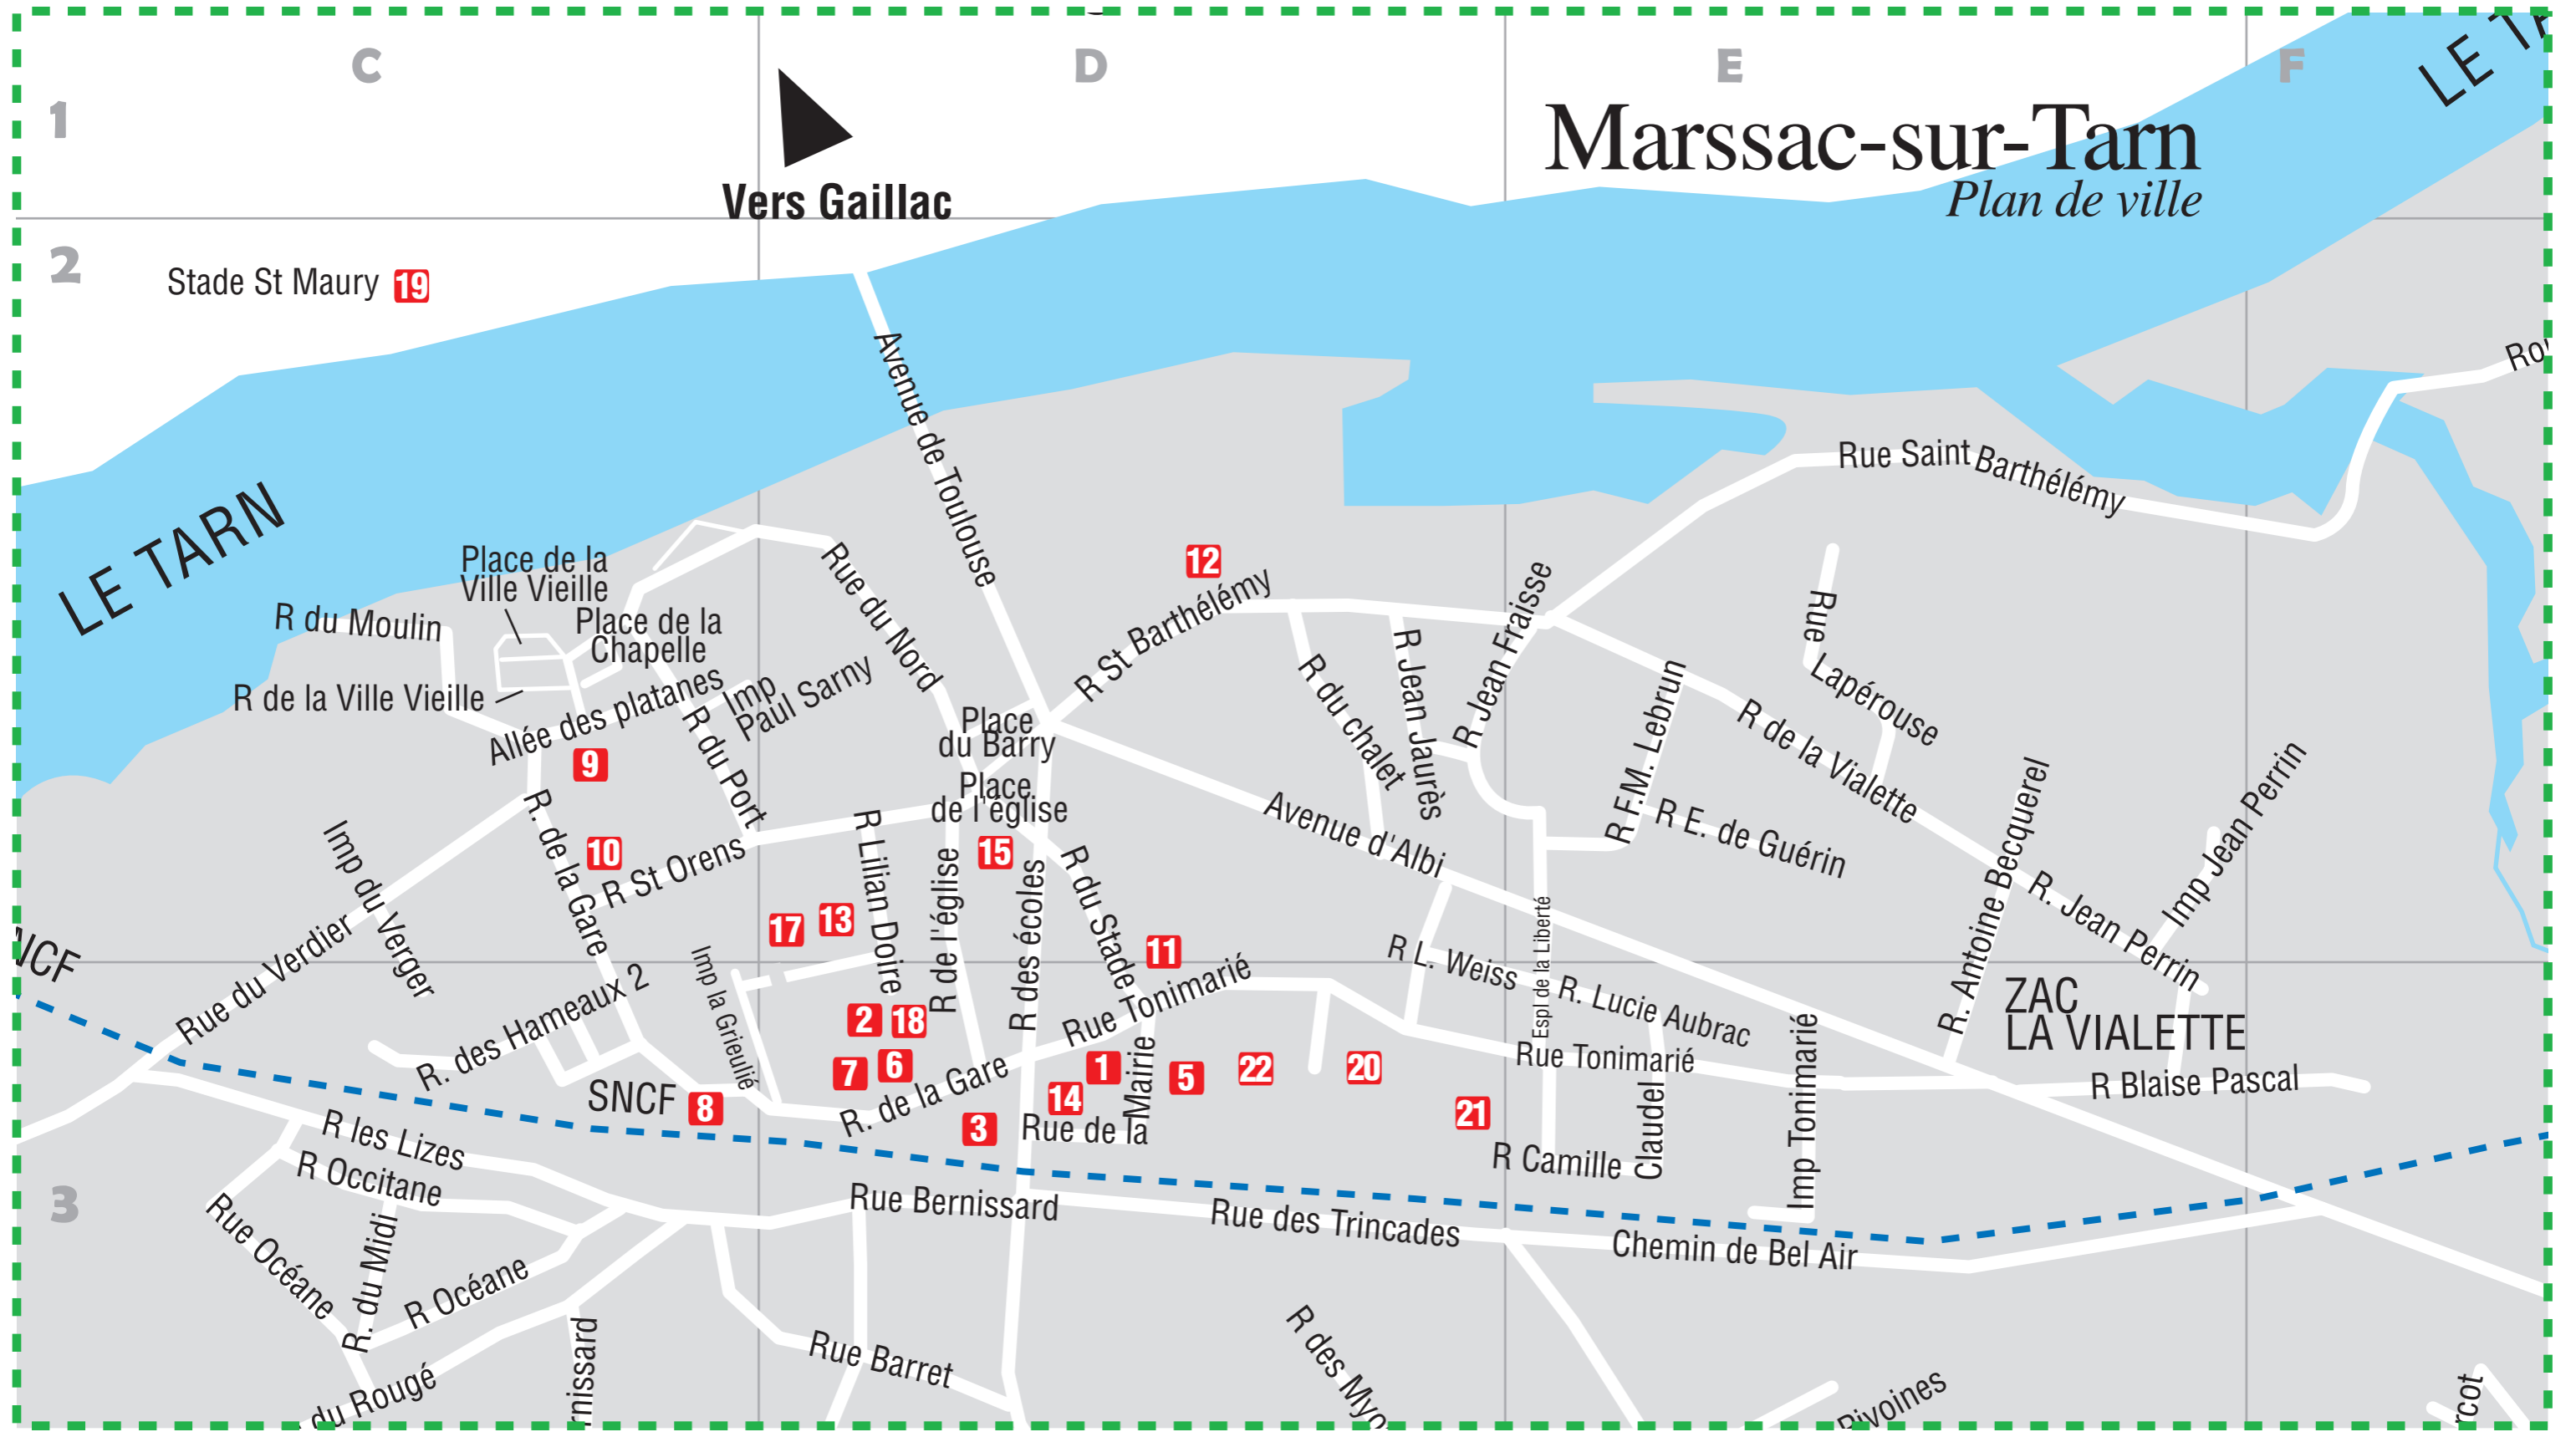 C
D
E
F
1
2
3
LE TARN
Marssac-sur-Tarn
Plan de ville
Vers Gaillac
Stade St Maury 19
Avenue de Toulouse
Rue Saint Barthélémy
LE TARN
Place de la
Ville Vieille
R du Moulin
Place de la
Chapelle
R de la Ville Vieille
Allée des platanes
Imp
Paul Sarny
Rue du Nord
12
R St Barthélémy
R Jean Fraisse
R Jean Jaurès
R du chalet
Rue
Lapérouse
R F.M. Lebrun
R de la Vialette
R E. de Guérin
Place
du Barry
Place
de l'église
15
9
10
R du Port
R. de la Gare
R St Orens
Imp du Verger
Rue du Verdier
R Lilian Doire
R de l'église
R des écoles
R du Stade
Avenue d'Albi
R. Antoine Becquerel
R. Jean Perrin
Imp Jean Perrin
17
13
11
NCF
R. des Hameaux 2
Imp la Grieulié
Rue Tonimarié
R L. Weiss
Espl de la Liberté
R. Lucie Aubrac
ZAC
LA VIALETTE
2
18
7
6
1
14
5
22
20
21
3
Rue Tonimarié
R Blaise Pascal
SNCF 8
R. de la Gare
Rue de la
Mairie
R Camille
Claudel
Imp Tonimarié
R les Lizes
R Occitane
Rue Océane
R. du Midi
R Océane
Rue Bernissard
Rue des Trincades
Chemin de Bel Air
Rue Barret
R des Myo
du Rougé
rnissard
Pivoines
rcot